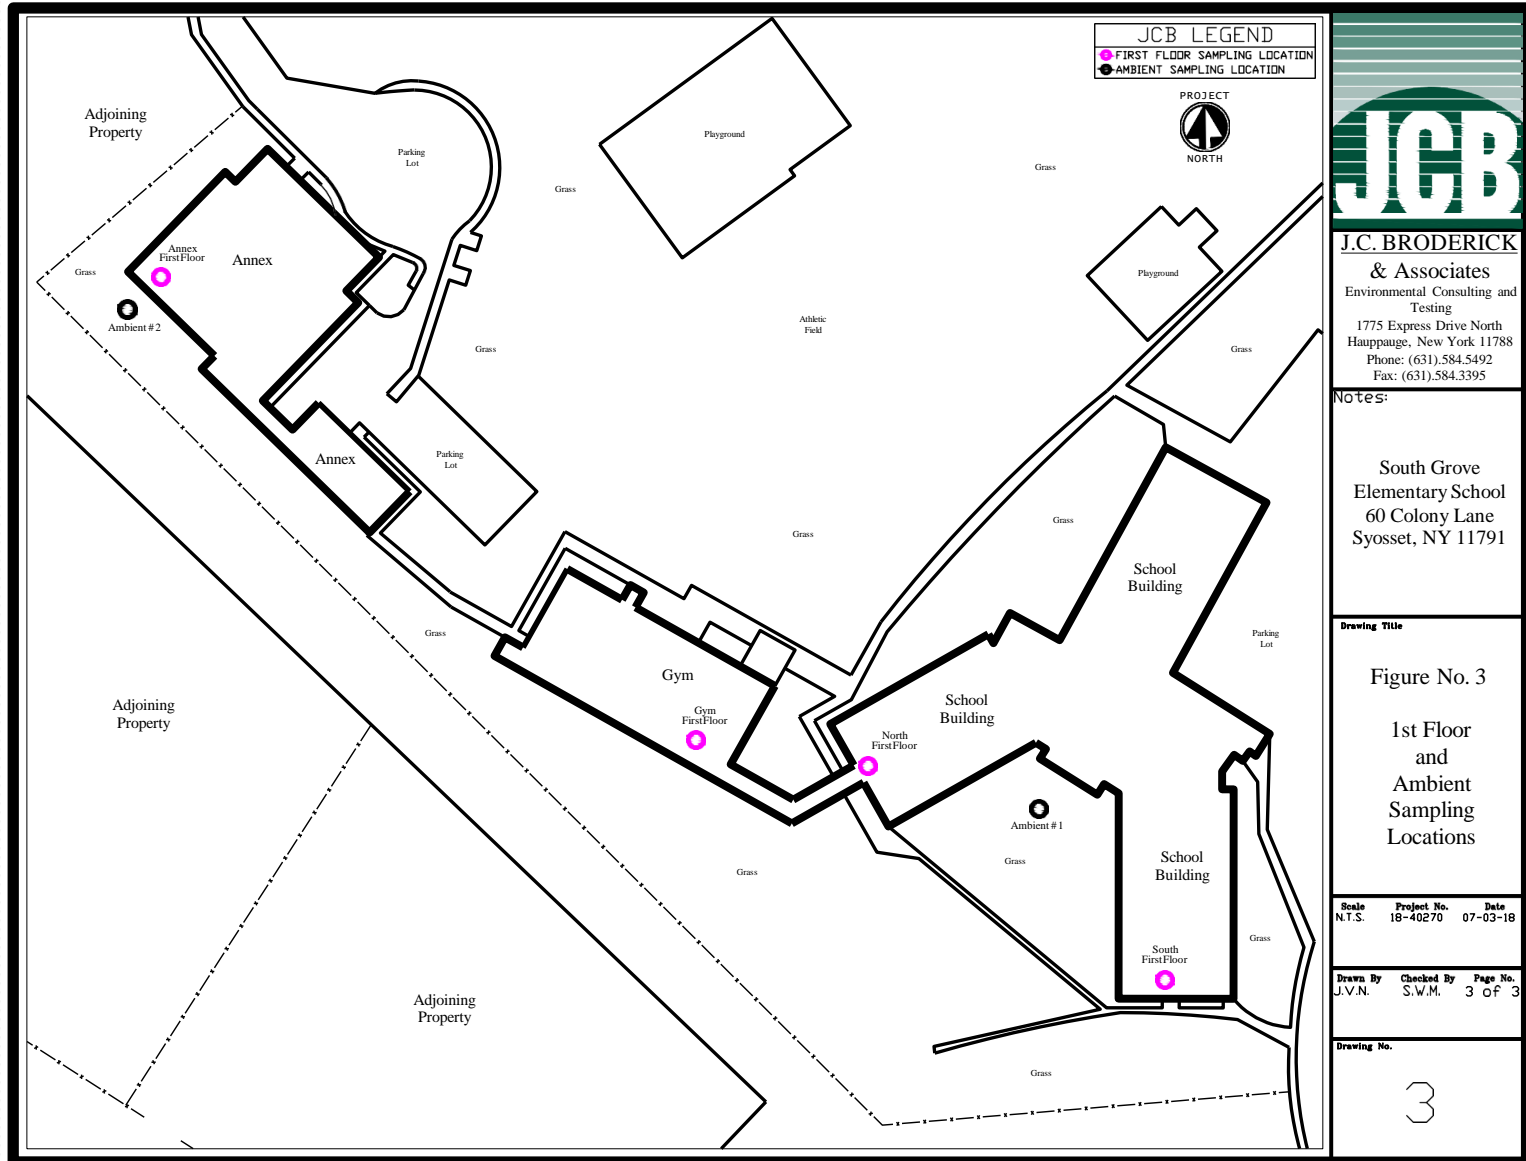 JCB LEGEND
FIRST FLOOR SAMPLING LOCATION
AMBIENT SAMPLING LOCATION
PROJECT
NORTH
Adjoining
Property
Parking
Lot
Playground
Grass
Grass
Annex
First Floor
Annex
Grass
Ambient # 2
Playground
Athletic
Field
Grass
Grass
Annex
Parking
Lot
Grass
Grass
School
Building
Grass
Parking
Lot
Gym
Gym
First Floor
School
Building
North
First Floor
Adjoining
Property
Ambient # 1
Grass
Grass
School
Building
South
First Floor
Grass
Adjoining
Property
Grass
JCB
J.C. BRODERICK
& Associates
Environmental Consulting and
Testing
1775 Express Drive North
Hauppauge, New York 11788
Phone: (631).584.5492
Fax: (631).584.3395
Notes:
South Grove
Elementary School
60 Colony Lane
Syosset, NY 11791
Drawing Title
Figure No. 3
1st Floor
and
Ambient
Sampling
Locations
Scale Project No. Date
N.T.S. 18-40270 07-03-18
Drawn By Checked By Page No.
J.V.N. S.W.M. 3 of 3
Drawing No.
3